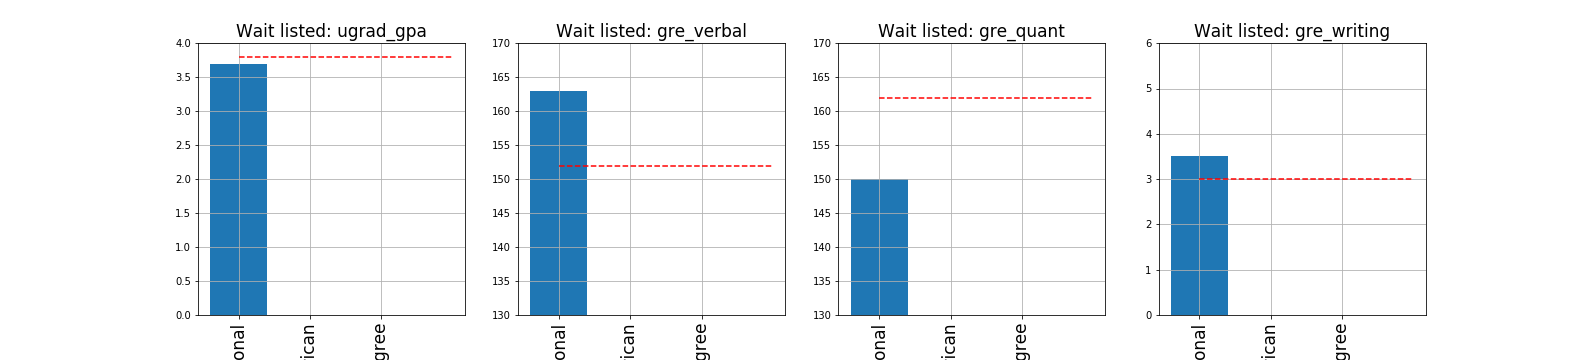 Wait listed: ugrad_gpa
4.0
3.5
3.0
2.5
2.0
1.5
1.0
0.5
0.0
onal
ican
gree
Wait listed: gre_verbal
170
165
160
155
150
145
140
135
130
onal
ican
gree
Wait listed: gre_quant
170
165
160
155
150
145
140
135
130
onal
ican
gree
Wait listed: gre_writing
6
5
4
3
2
1
0
onal
ican
gree